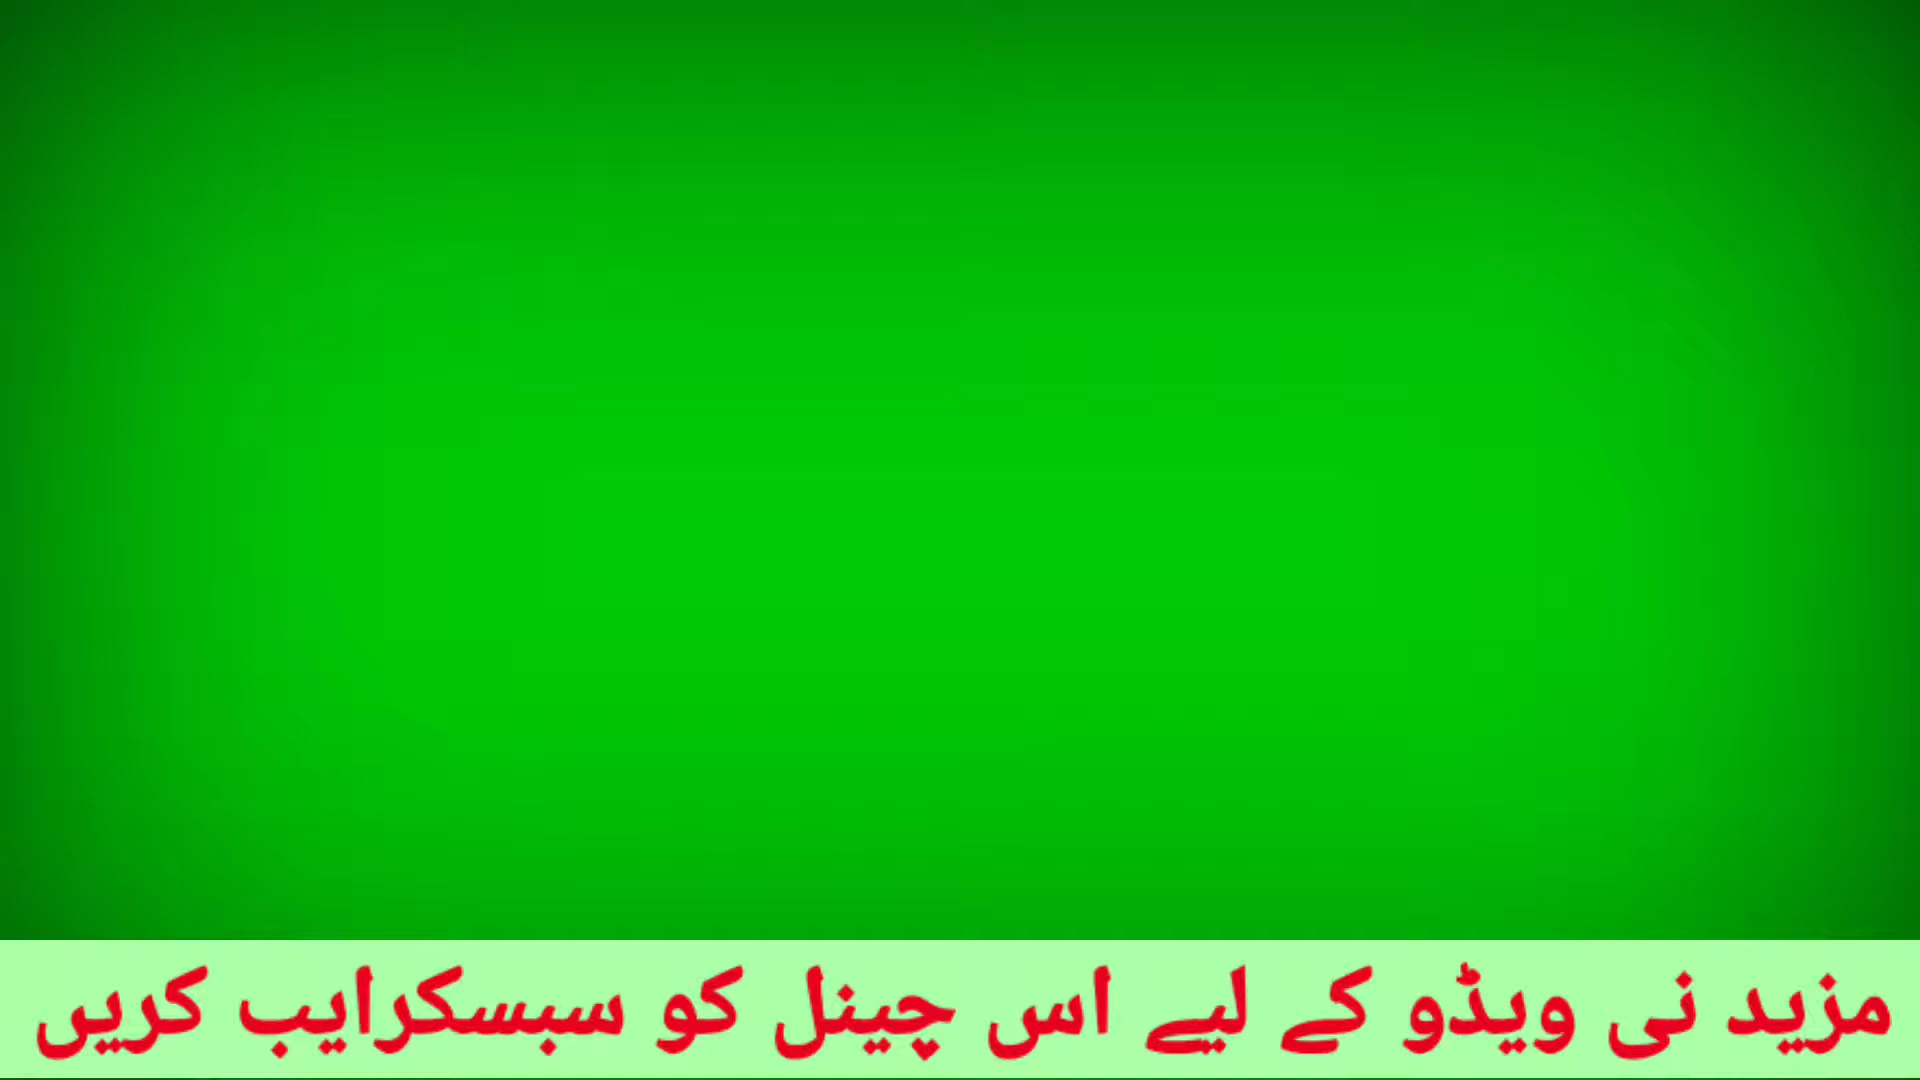 مزید نی ویڈو کے لیے اس چینل کو سبسکرایب کریں